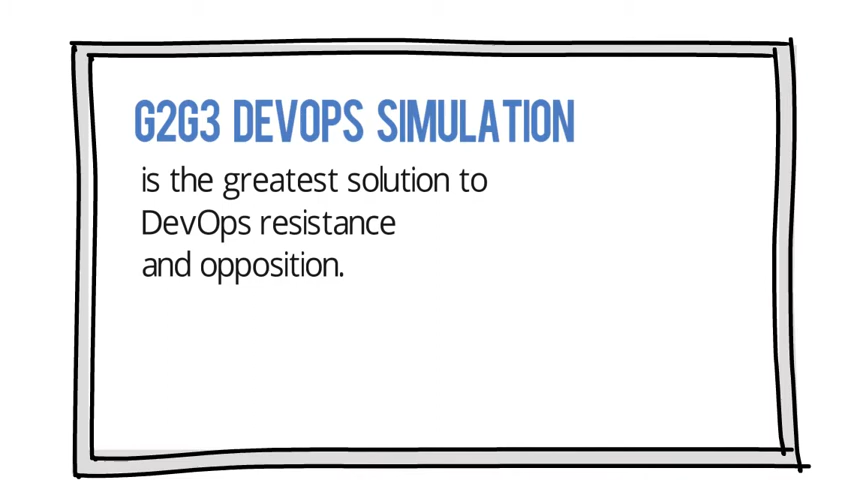 G2G3 DEVOPS SIMULATION
is the greatest solution to
DevOps resistance
and opposition.